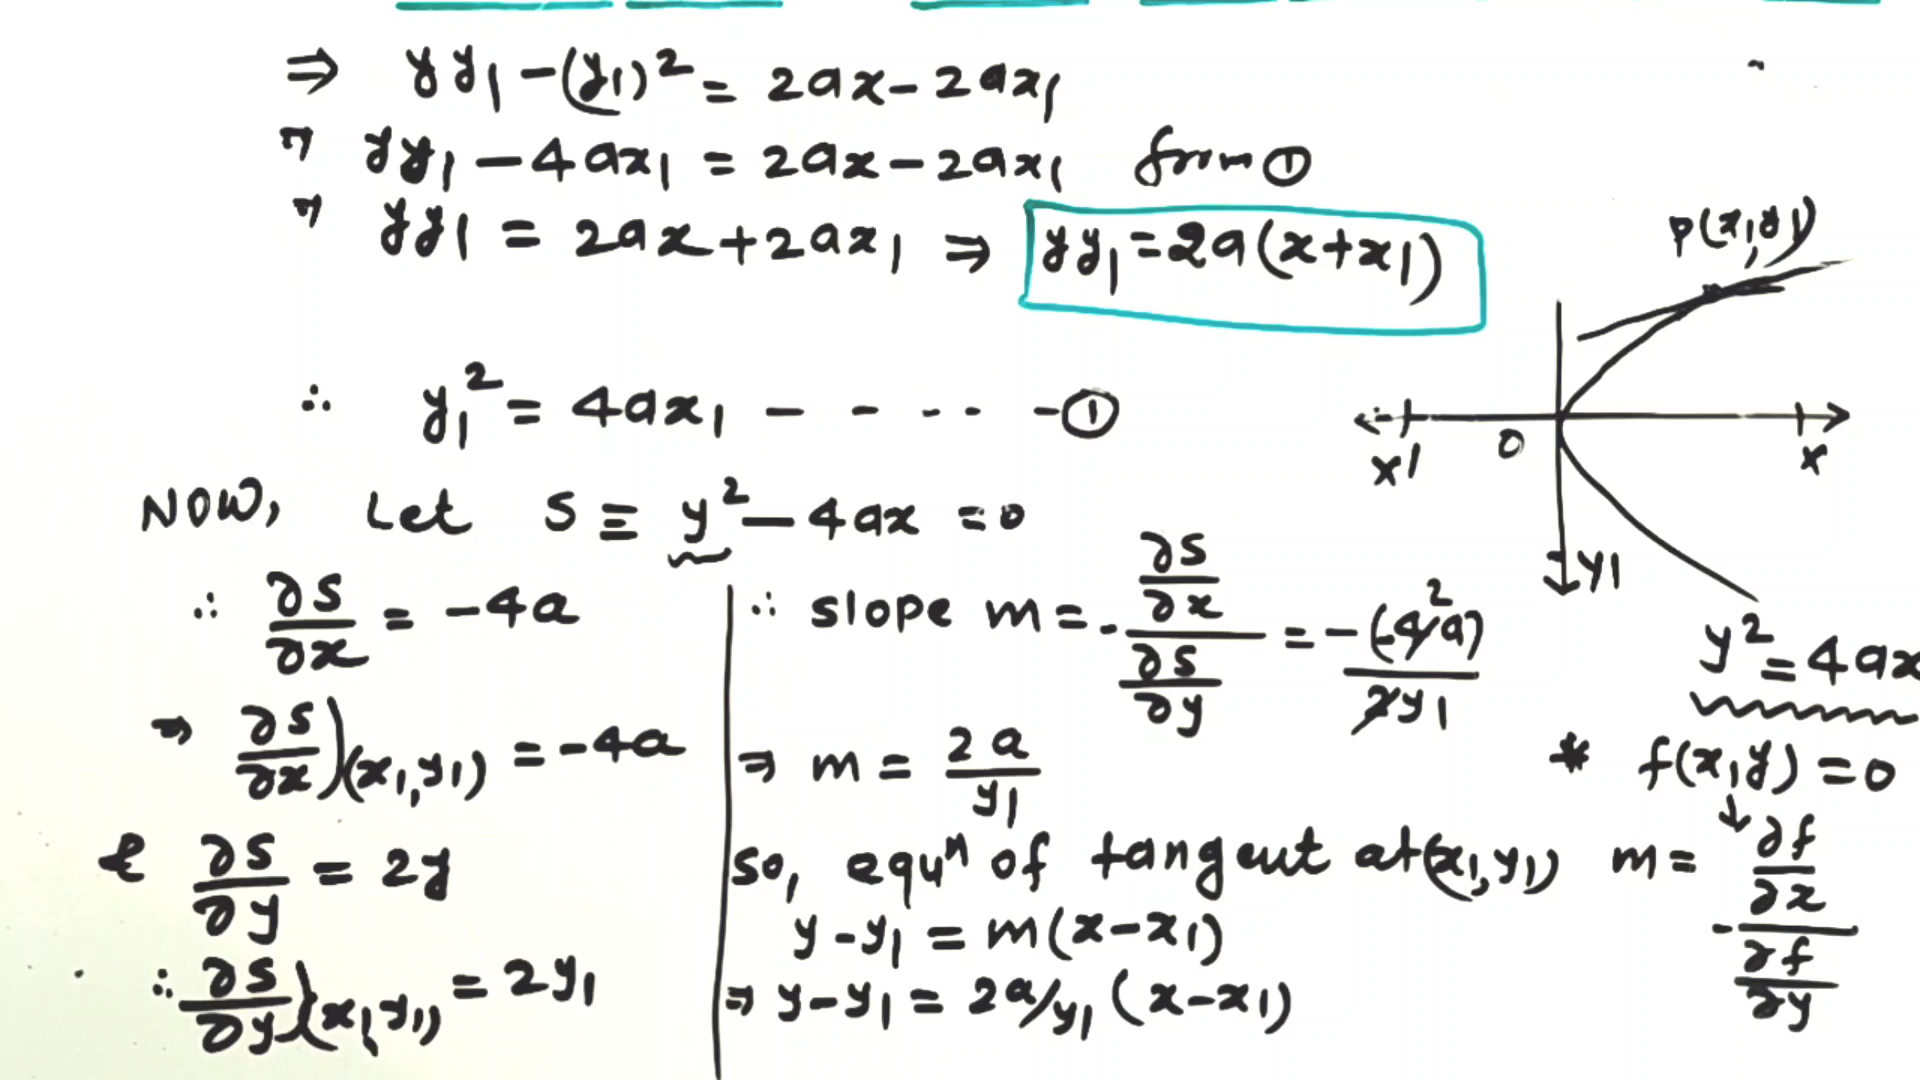 ⇒ yy₁ - (y₁)² = 2ax - 2ax₁
⇒ yy₁ - 4ax₁ = 2ax - 2ax₁ from ①
⇒ yy₁ = 2ax + 2ax₁ ⇒ yy₁ = 2a(x+x₁)
∴ y₁² = 4ax₁ - - - - - - ①
NOW, Let S ≡ y² - 4ax = 0
∴ ∂S/∂x = -4a
⇒ ∂S/∂x)(x₁,y₁) = -4a
& ∂S/∂y = 2y
∴ ∂S/∂y)(x₁,y₁) = 2y₁
∴ slope m = - (∂S/∂x)/(∂S/∂y) = -(-4a)/2y₁ 2
⇒ m = 2a/y₁
so, equⁿ of tangent at (x₁,y₁)
y - y₁ = m(x - x₁)
⇒ y - y₁ = 2a/y₁ (x - x₁)
P(x₁,y₁)
x' O x
y'
y² = 4ax
* f(x,y) = 0
↓
m = - (∂f/∂x)/(∂f/∂y)